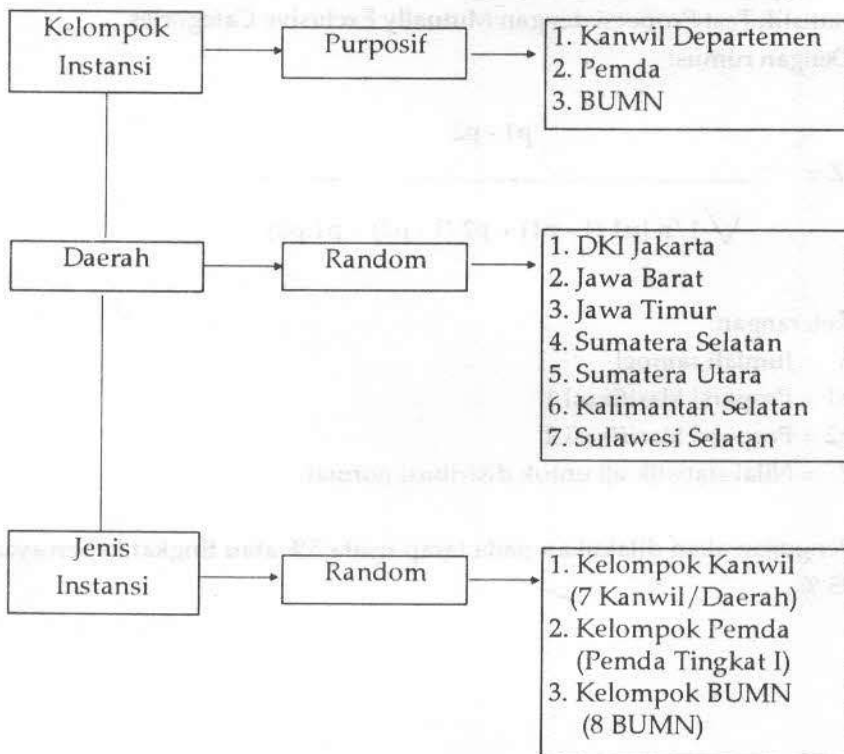 Kelompok
Instansi
Purposif
1. Kanwil Departemen
2. Pemda
3. BUMN
Daerah
Random
1. DKI Jakarta
2. Jawa Barat
3. Jawa Timur
4. Sumatera Selatan
5. Sumatera Utara
6. Kalimantan Selatan
7. Sulawesi Selatan
Jenis
Instansi
Random
1. Kelompok Kanwil
(7 Kanwil/Daerah)
2. Kelompok Pemda
(Pemda Tingkat I)
3. Kelompok BUMN
(8 BUMN)